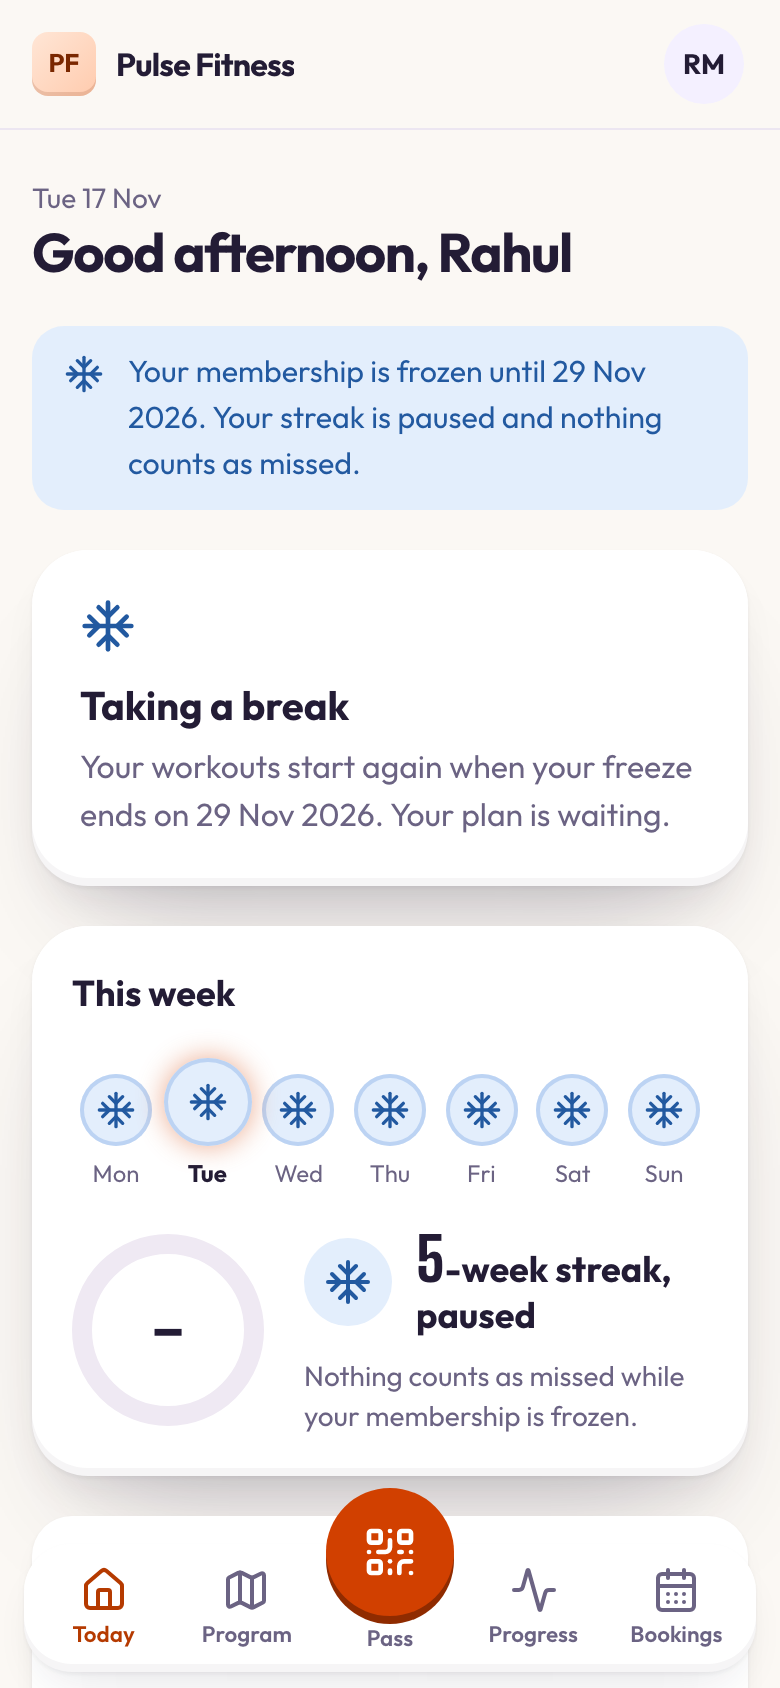 PF
Pulse Fitness
RM
Tue 17 Nov
Good afternoon, Rahul
Your membership is frozen until 29 Nov
2026. Your streak is paused and nothing
counts as missed.
Taking a break
Your workouts start again when your freeze
ends on 29 Nov 2026. Your plan is waiting.
This week
Mon Tue Wed Thu Fri Sat Sun
–
5-week streak,
paused
Nothing counts as missed while
your membership is frozen.
Today Program Pass Progress Bookings